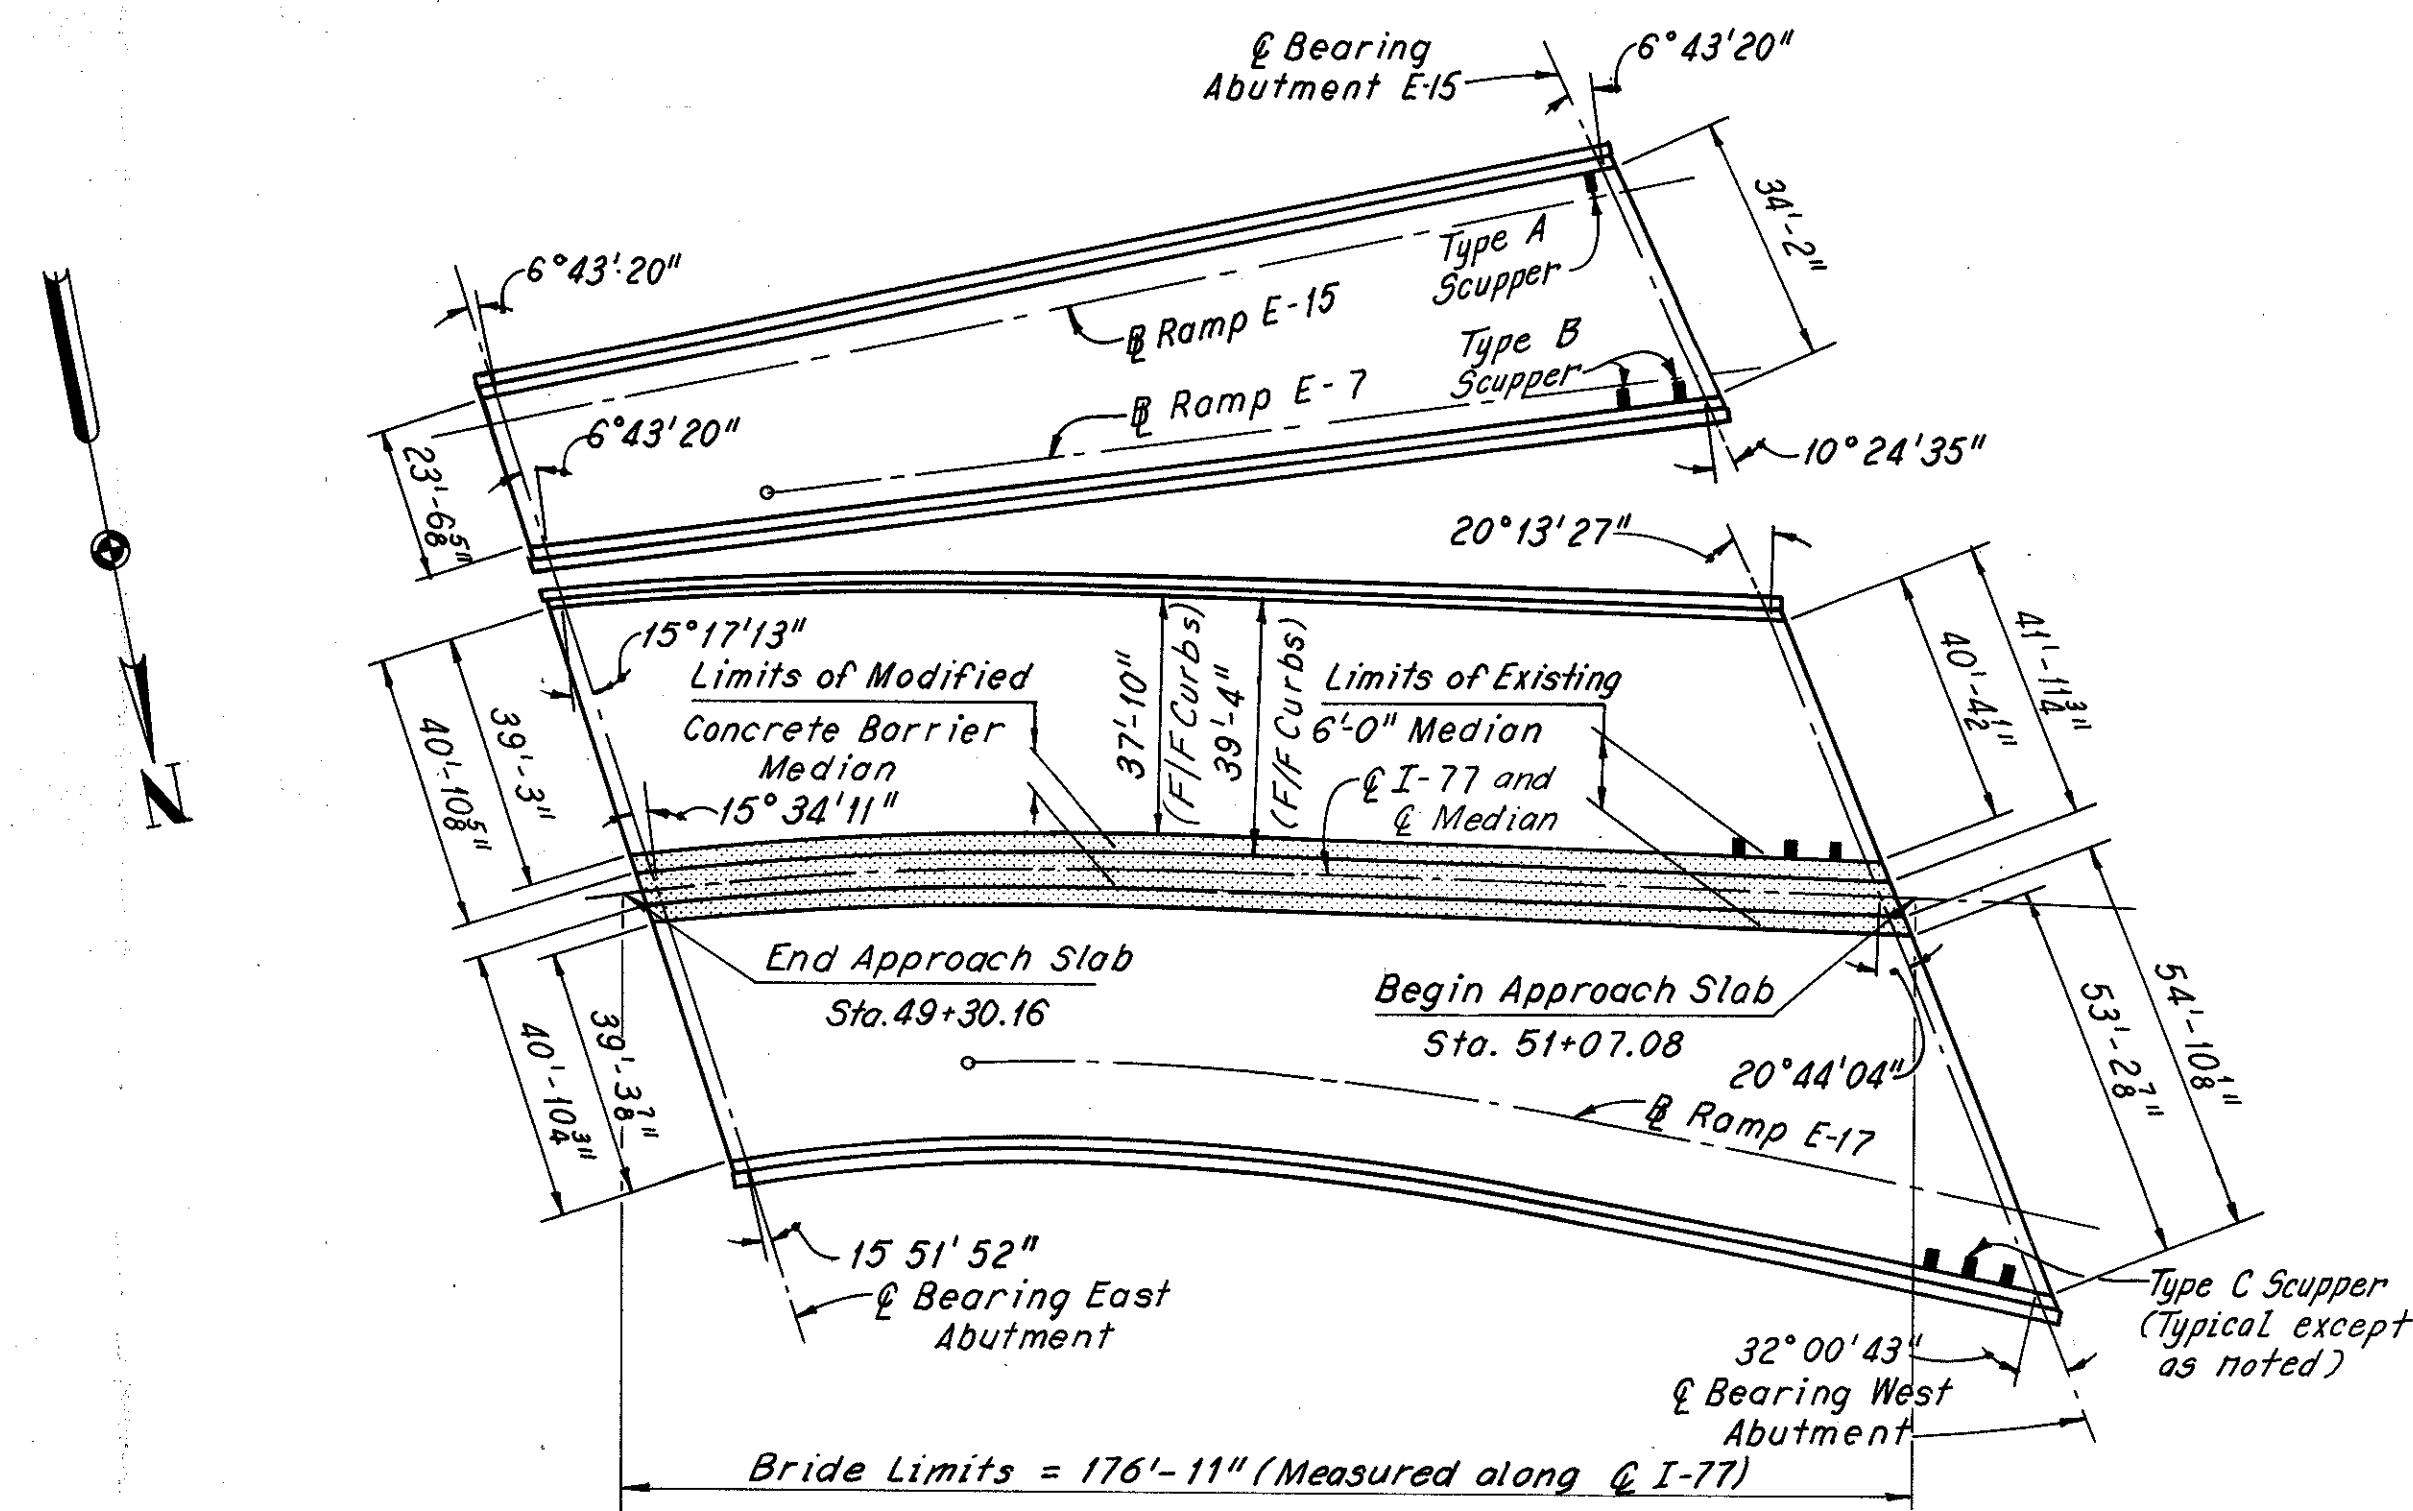 ℄ Bearing
Abutment E-15
6°43'20"
34'-2"
6°43'20"
Type A
Scupper
℄ Ramp E-15
Type B
Scupper
℄ Ramp E-7
6°43'20"
23'-6 5/8"
10°24'35"
20°13'27"
15°17'13"
Limits of Modified
Concrete Barrier
Median
37'-10"
(F/F Curbs)
39'-4"
(F/F Curbs)
Limits of Existing
6'-0" Median
℄ I-77 and
℄ Median
40'-4 1/2"
41'-11 3/4"
39'-3"
40'-10 5/8"
15°34'11"
N
End Approach Slab
Sta.49+30.16
Begin Approach Slab
Sta. 51+07.08
20°44'04"
54'-10 1/8"
53'-2 7/8"
39'-3 7/8"
40'-10 3/4"
℄ Ramp E-17
15 51'52"
℄ Bearing East
Abutment
Type C Scupper
(Typical except
as noted)
32°00'43"
℄ Bearing West
Abutment
Bride Limits = 176'-11" (Measured along ℄ I-77)